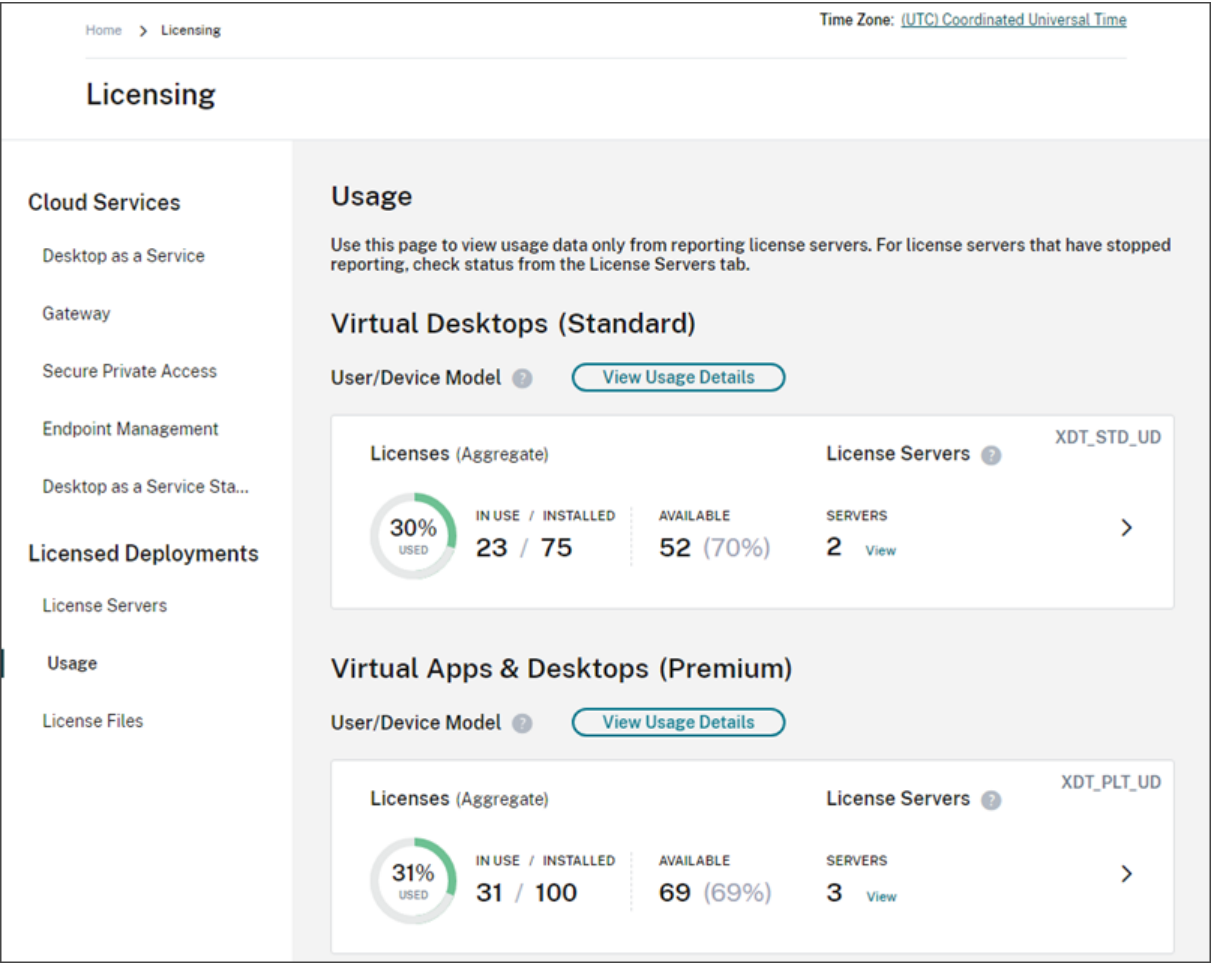 Home > Licensing
Time Zone: (UTC) Coordinated Universal Time
Licensing
Cloud Services
Desktop as a Service
Gateway
Secure Private Access
Endpoint Management
Desktop as a Service Sta...
Licensed Deployments
License Servers
Usage
License Files
Usage
Use this page to view usage data only from reporting license servers. For license servers that have stopped
reporting, check status from the License Servers tab.
Virtual Desktops (Standard)
User/Device Model ? View Usage Details
XDT_STD_UD
Licenses (Aggregate)
License Servers ?
30%
USED
IN USE / INSTALLED
23 / 75
AVAILABLE
52 (70%)
SERVERS
2 View
Virtual Apps & Desktops (Premium)
User/Device Model ? View Usage Details
XDT_PLT_UD
Licenses (Aggregate)
License Servers ?
31%
USED
IN USE / INSTALLED
31 / 100
AVAILABLE
69 (69%)
SERVERS
3 View